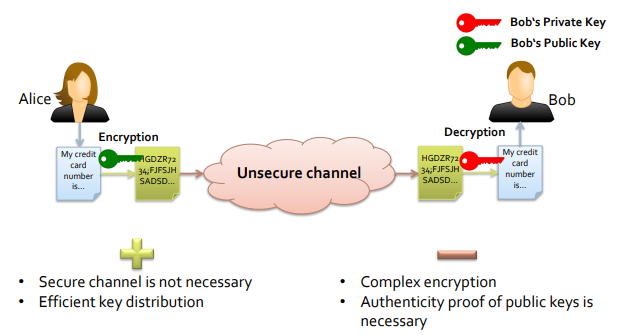 Bob's Private Key
Bob's Public Key
Alice
Bob
Encryption
Decryption
My credit
card
number
is...
HGDZR72
34;FJFSJH
SADSD...
Unsecure channel
HGDZR72
34;FJFSJH
SADSD...
My credit
card
number
is...
• Secure channel is not necessary
• Efficient key distribution
• Complex encryption
• Authenticity proof of public keys is
necessary